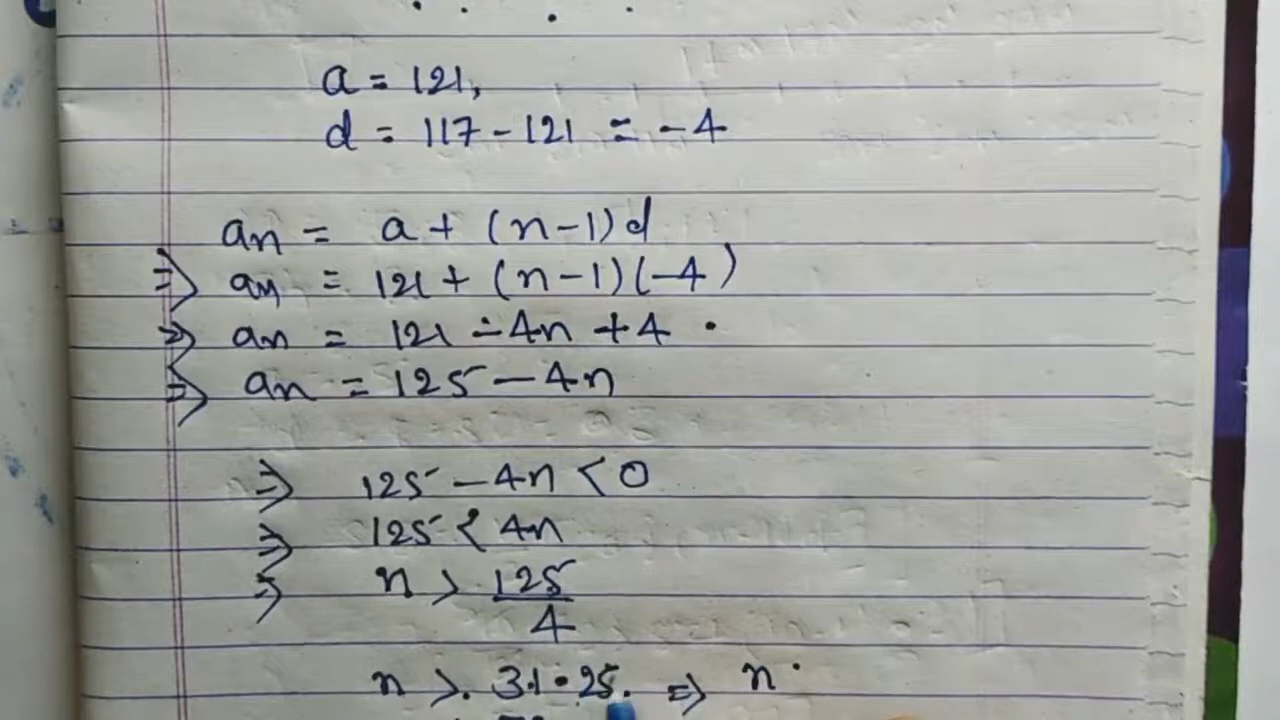 a = 121,
d = 117 - 121 = -4
an = a + (n-1)d
⇒ an = 121 + (n-1)(-4)
⇒ an = 121 - 4n + 4
⇒ an = 125 - 4n
⇒ 125 - 4n < 0
⇒ 125 < 4n
⇒ n > 125/4
n > 31.25. ⇒ n